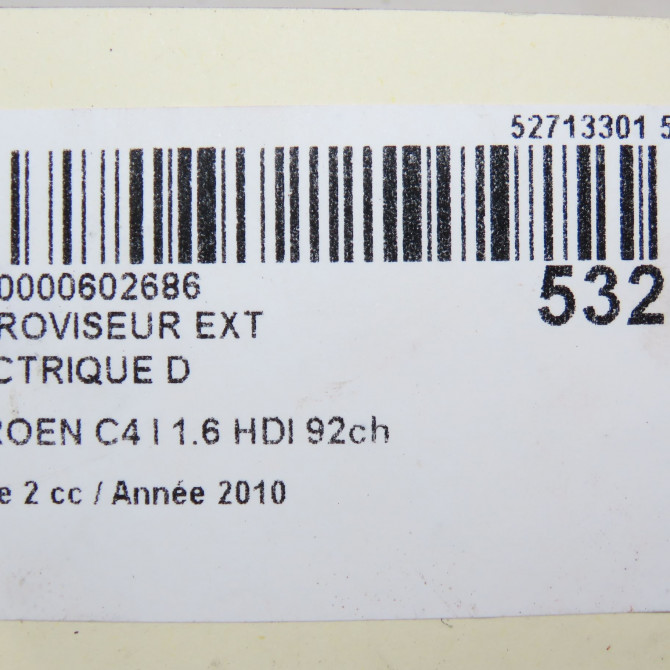 52713301 5
0000602686
532
ROVISEUR EXT
CTRIQUE D
ROEN C4 I 1.6 HDI 92ch
e 2 cc / Année 2010